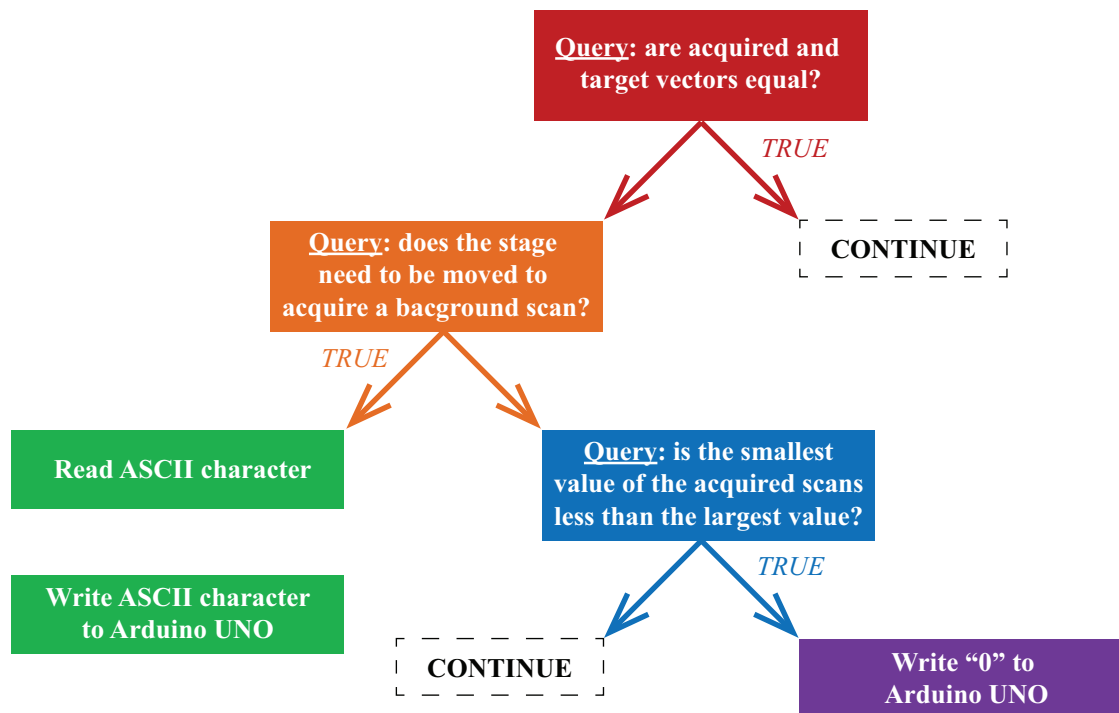 Query: are acquired and
target vectors equal?
TRUE
CONTINUE
Query: does the stage
need to be moved to
acquire a bacground scan?
TRUE
Read ASCII character
Query: is the smallest
value of the acquired scans
less than the largest value?
TRUE
Write ASCII character
to Arduino UNO
CONTINUE
Write “0” to
Arduino UNO